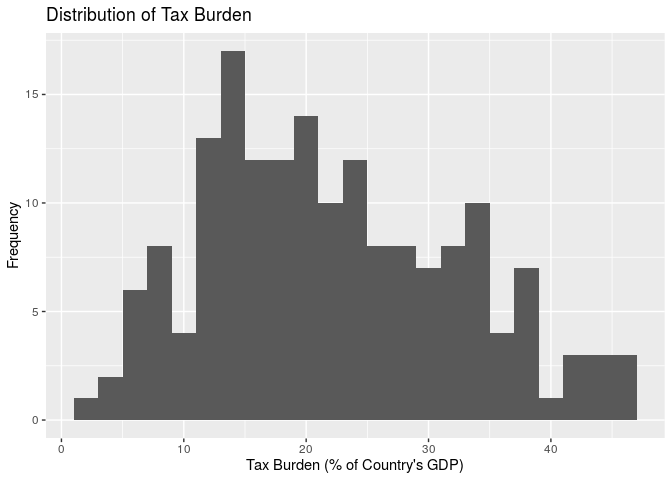 Distribution of Tax Burden
15
10
5
0
Frequency
0 10 20 30 40
Tax Burden (% of Country's GDP)